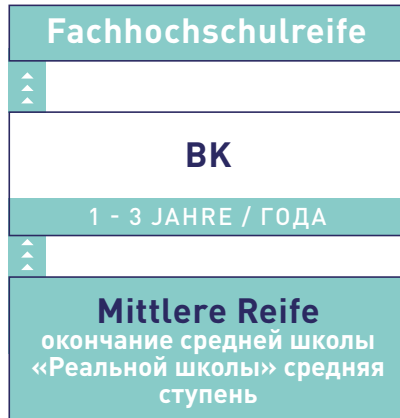 Fachhochschulreife
BK
1 - 3 JAHRE / ГОДА
Mittlere Reife
окончание средней школы
«Реальной школы» средняя
ступень